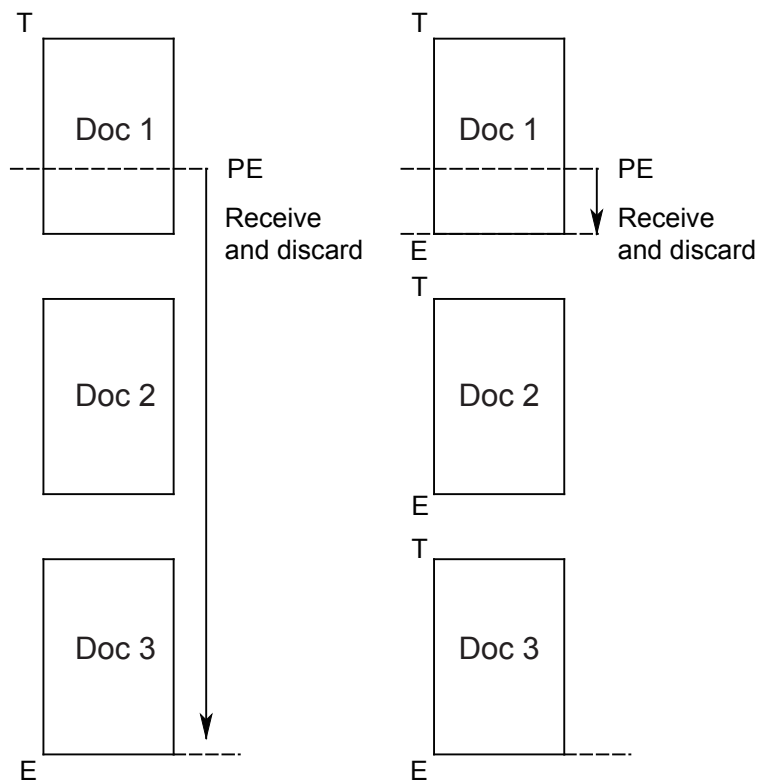 T
Doc 1
PE
Receive
and discard
Doc 2
Doc 3
E
T
Doc 1
PE
Receive
and discard
E
T
Doc 2
E
T
Doc 3
E